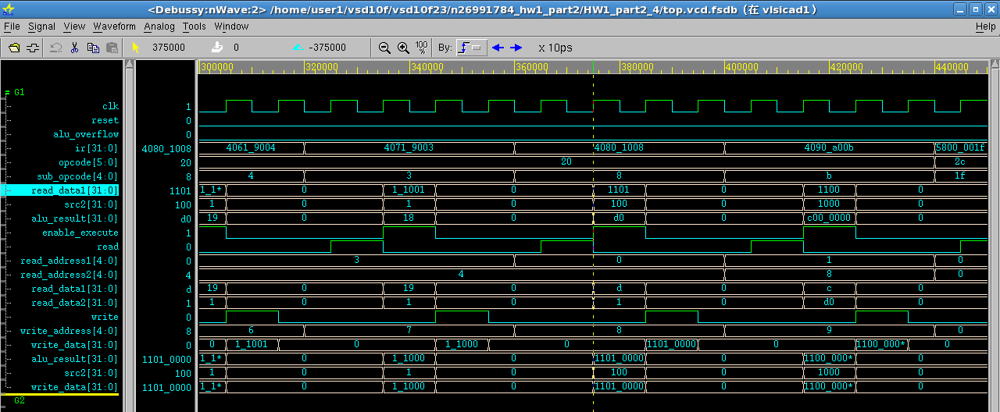 <Debussy:nWave:2> /home/user1/vsd10f/vsd10f23/n26991784_hw1_part2/HW1_part2_4/top.vcd.fsdb (在 vlsicad1)
File Signal View Waveform Analog Tools Window Help
375000 0 -375000 100% By: x 10ps
300000 320000 340000 360000 380000 400000 420000 440000
G1
clk 1
reset 0
alu_overflow 0
ir[31:0] 4080_1008 4061_9004 4071_9003 4080_1008 4090_a00b 5800_001f
opcode[5:0] 20 20 2c
sub_opcode[4:0] 8 4 3 8 b 1f
read_data1[31:0] 1101 1_1* 0 1_1001 0 1101 0 1100 0
src2[31:0] 100 1 0 1 0 100 0 1000 0
alu_result[31:0] d0 19 0 18 0 d0 0 c00_0000 0
enable_execute 1
read 0
read_address1[4:0] 0 3 0 1 0
read_address2[4:0] 4 4 8 0
read_data1[31:0] d 19 0 19 0 d 0 c 0
read_data2[31:0] 1 1 0 1 0 1 0 d0 0
write 0
write_address[4:0] 8 6 7 8 9 0
write_data[31:0] 0 0 1_1001 0 1_1000 0 1101_0000 0 1100_000* 0
alu_result[31:0] 1101_0000 1_1* 0 1_1000 0 1101_0000 0 1100_000* 0
src2[31:0] 100 1 0 1 0 100 0 1000 0
write_data[31:0] 1101_0000 1_1* 0 1_1000 0 1101_0000 0 1100_000* 0
G2